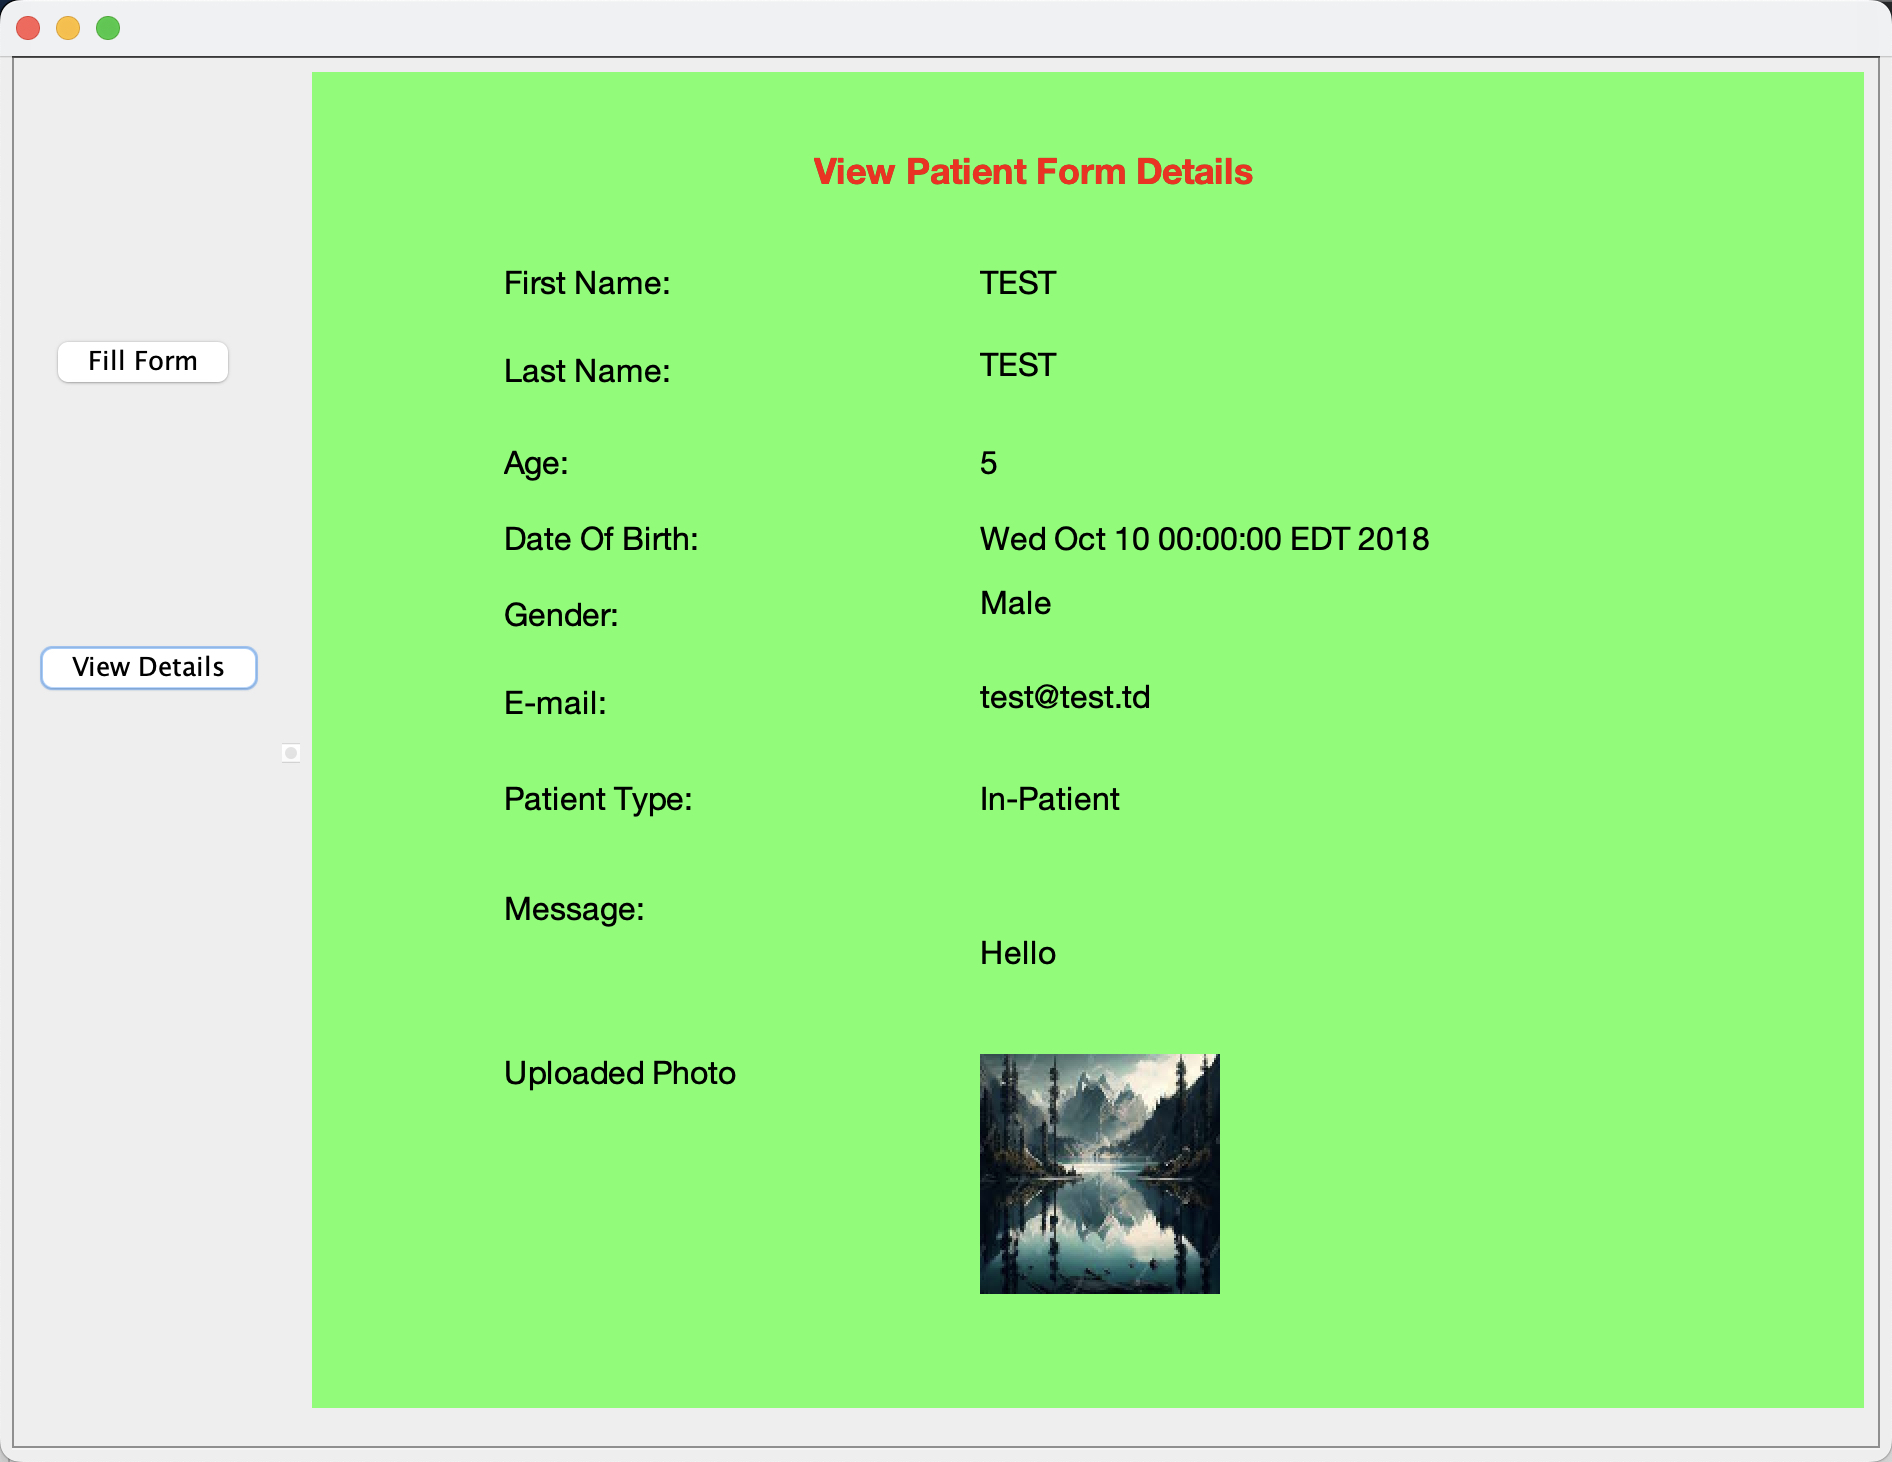 View Patient Form Details
First Name: TEST
Last Name: TEST
Fill Form
Age: 5
Date Of Birth: Wed Oct 10 00:00:00 EDT 2018
Gender: Male
View Details
E-mail: test@test.td
Patient Type: In-Patient
Message:
Hello
Uploaded Photo